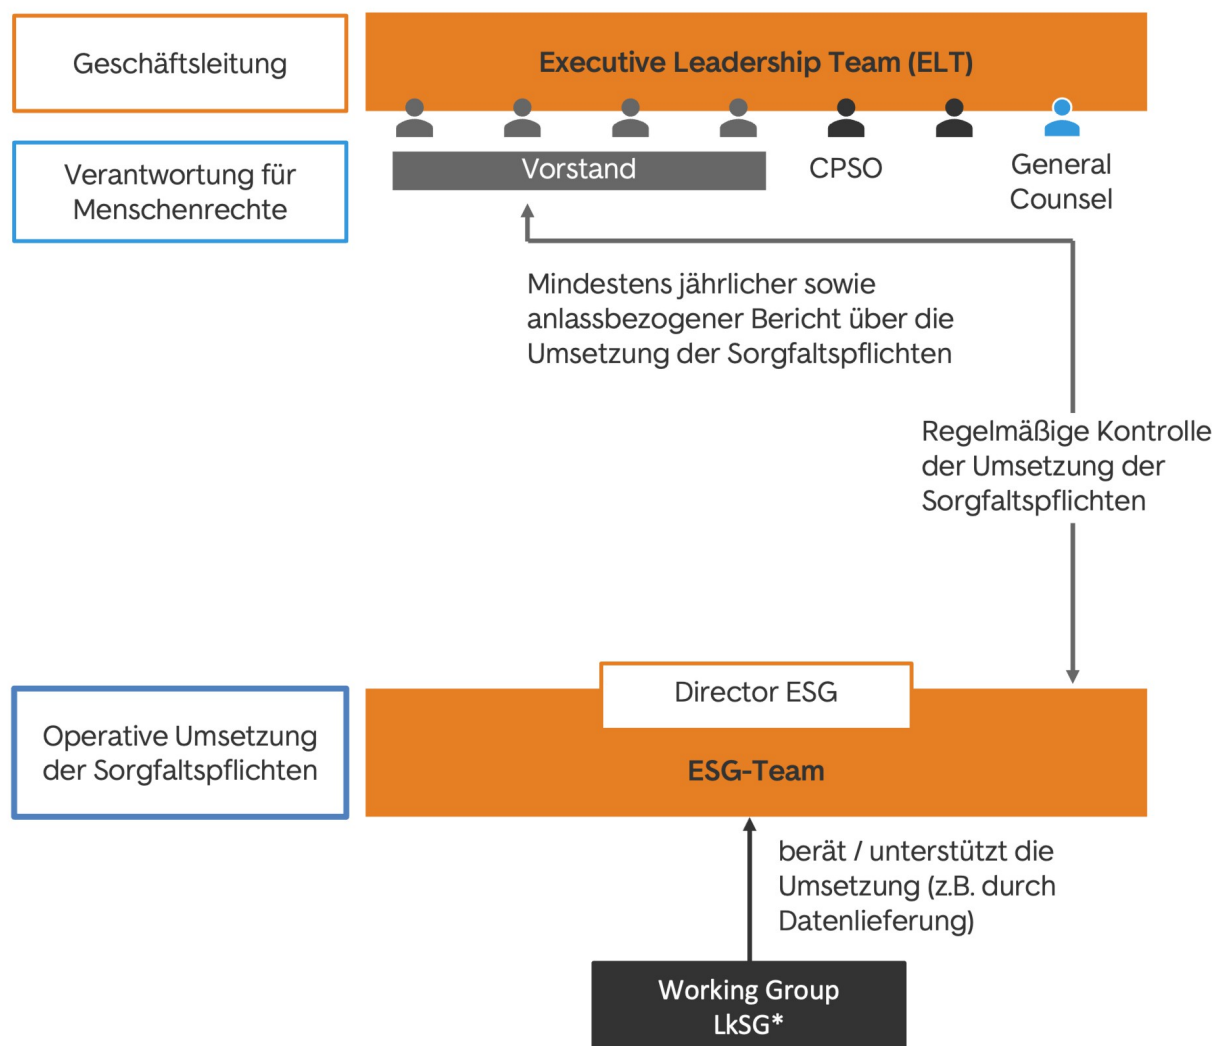 Geschäftsleitung
Executive Leadership Team (ELT)
Verantwortung für
Menschenrechte
Vorstand
CPSO
General
Counsel
Mindestens jährlicher sowie
anlassbezogener Bericht über die
Umsetzung der Sorgfaltspflichten
Regelmäßige Kontrolle
der Umsetzung der
Sorgfaltspflichten
Operative Umsetzung
der Sorgfaltspflichten
Director ESG
ESG-Team
berät / unterstützt die
Umsetzung (z.B. durch
Datenlieferung)
Working Group
LkSG*